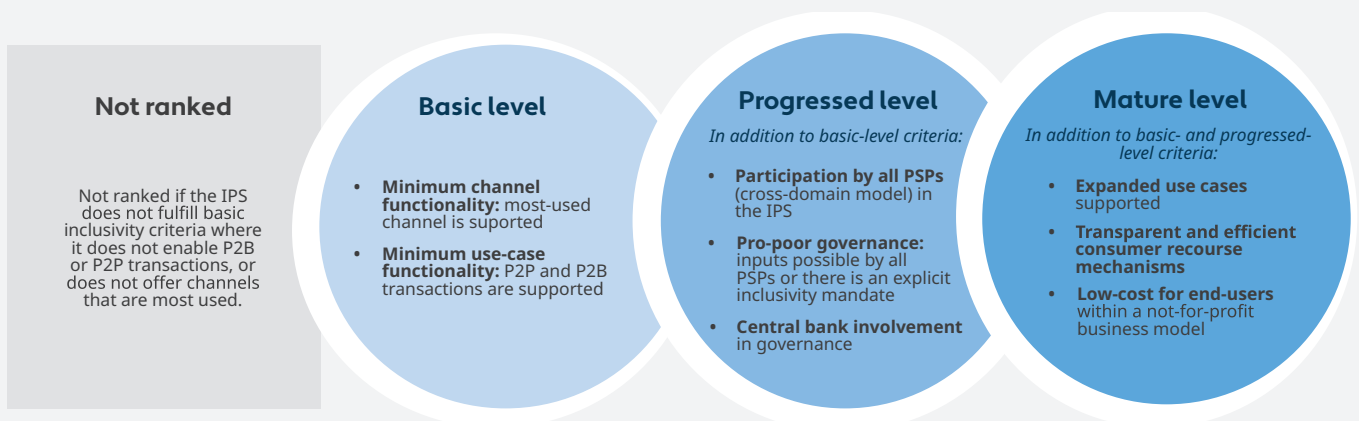 Not ranked
Not ranked if the IPS
does not fulfill basic
inclusivity criteria where
it does not enable P2B
or P2P transactions, or
does not offer channels
that are most used.
Basic level
• Minimum channel
functionality: most-used
channel is suported
• Minimum use-case
functionality: P2P and P2B
transactions are supported
Progressed level
In addition to basic-level criteria:
• Participation by all PSPs
(cross-domain model) in
the IPS
• Pro-poor governance:
inputs possible by all
PSPs or there is an explicit
inclusivity mandate
• Central bank involvement
in governance
Mature level
In addition to basic- and progressed-
level criteria:
• Expanded use cases
supported
• Transparent and efficient
consumer recourse
mechanisms
• Low-cost for end-users
within a not-for-profit
business model